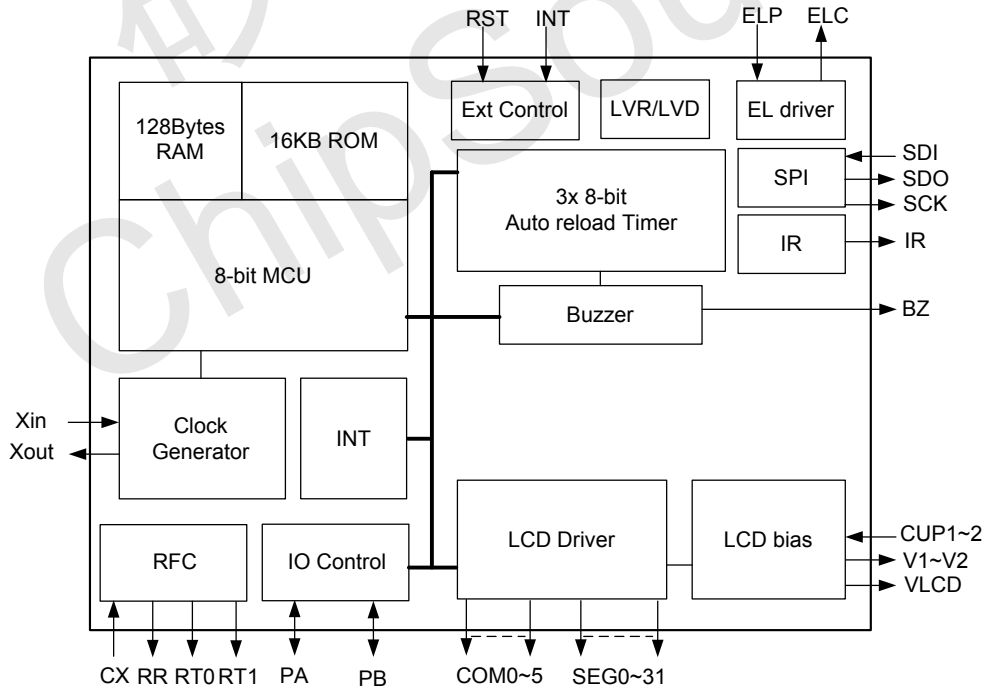 RST INT ELP ELC
128Bytes
RAM
16KB ROM
8-bit MCU
Ext Control
LVR/LVD
EL driver
3x 8-bit
Auto reload Timer
SPI
SDI
SDO
SCK
IR
IR
Buzzer
BZ
Xin
Xout
Clock
Generator
INT
RFC
IO Control
LCD Driver
LCD bias
CUP1~2
V1~V2
VLCD
CX RR RT0 RT1 PA PB COM0~5 SEG0~31